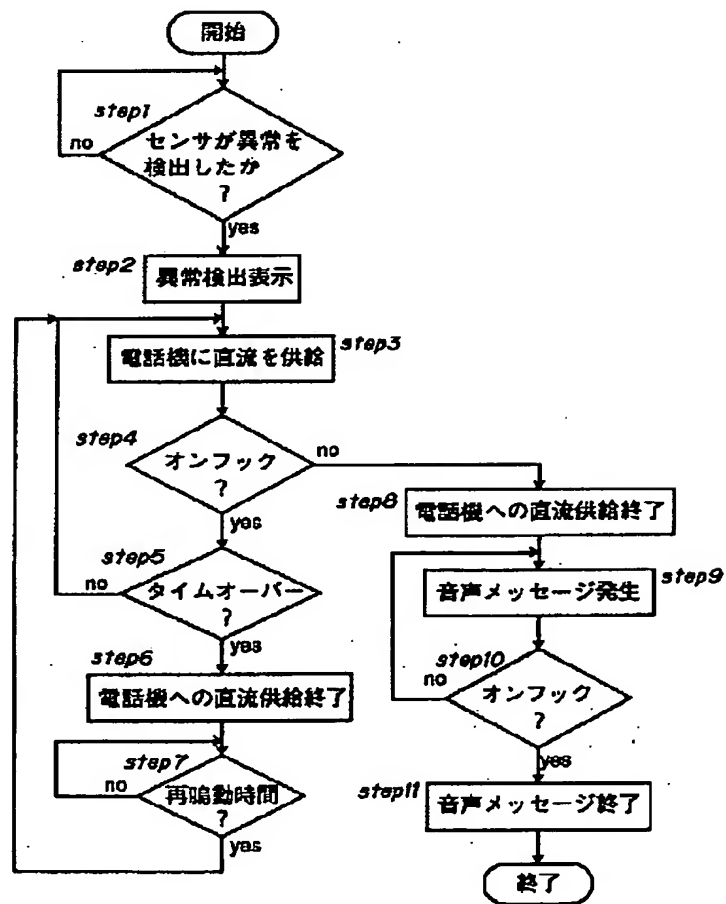 開始
step1
センサが異常を
検出したか
?
no
yes
step2
異常検出表示
電話機に直流を供給
step3
step4
オンフック
?
no
yes
step5
タイムオーバー
?
no
yes
step6
電話機への直流供給終了
step7
再鳴動時間
?
no
yes
step8
電話機への直流供給終了
step9
音声メッセージ発生
step10
オンフック
?
no
yes
step11
音声メッセージ終了
終了